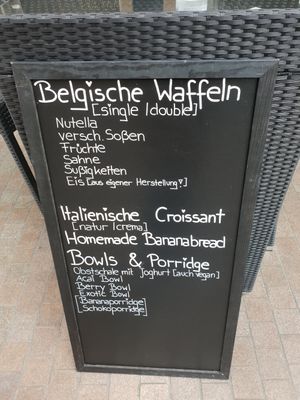 Belgische Waffeln
[single /double]
Nutella
versch. Soßen
Früchte
Sahne
Sußigkeiten
Eis [aus eigener Herstellung!]
Italienische Croissant
[natur /crema]
Homemade Bananabread
Bowls & Porridge
Obstschale mit Joghurt [auch vegan]
Acai Bowl
Berry Bowl
Exotic Bowl
[Bananaporridge]
[Schokoporridge]